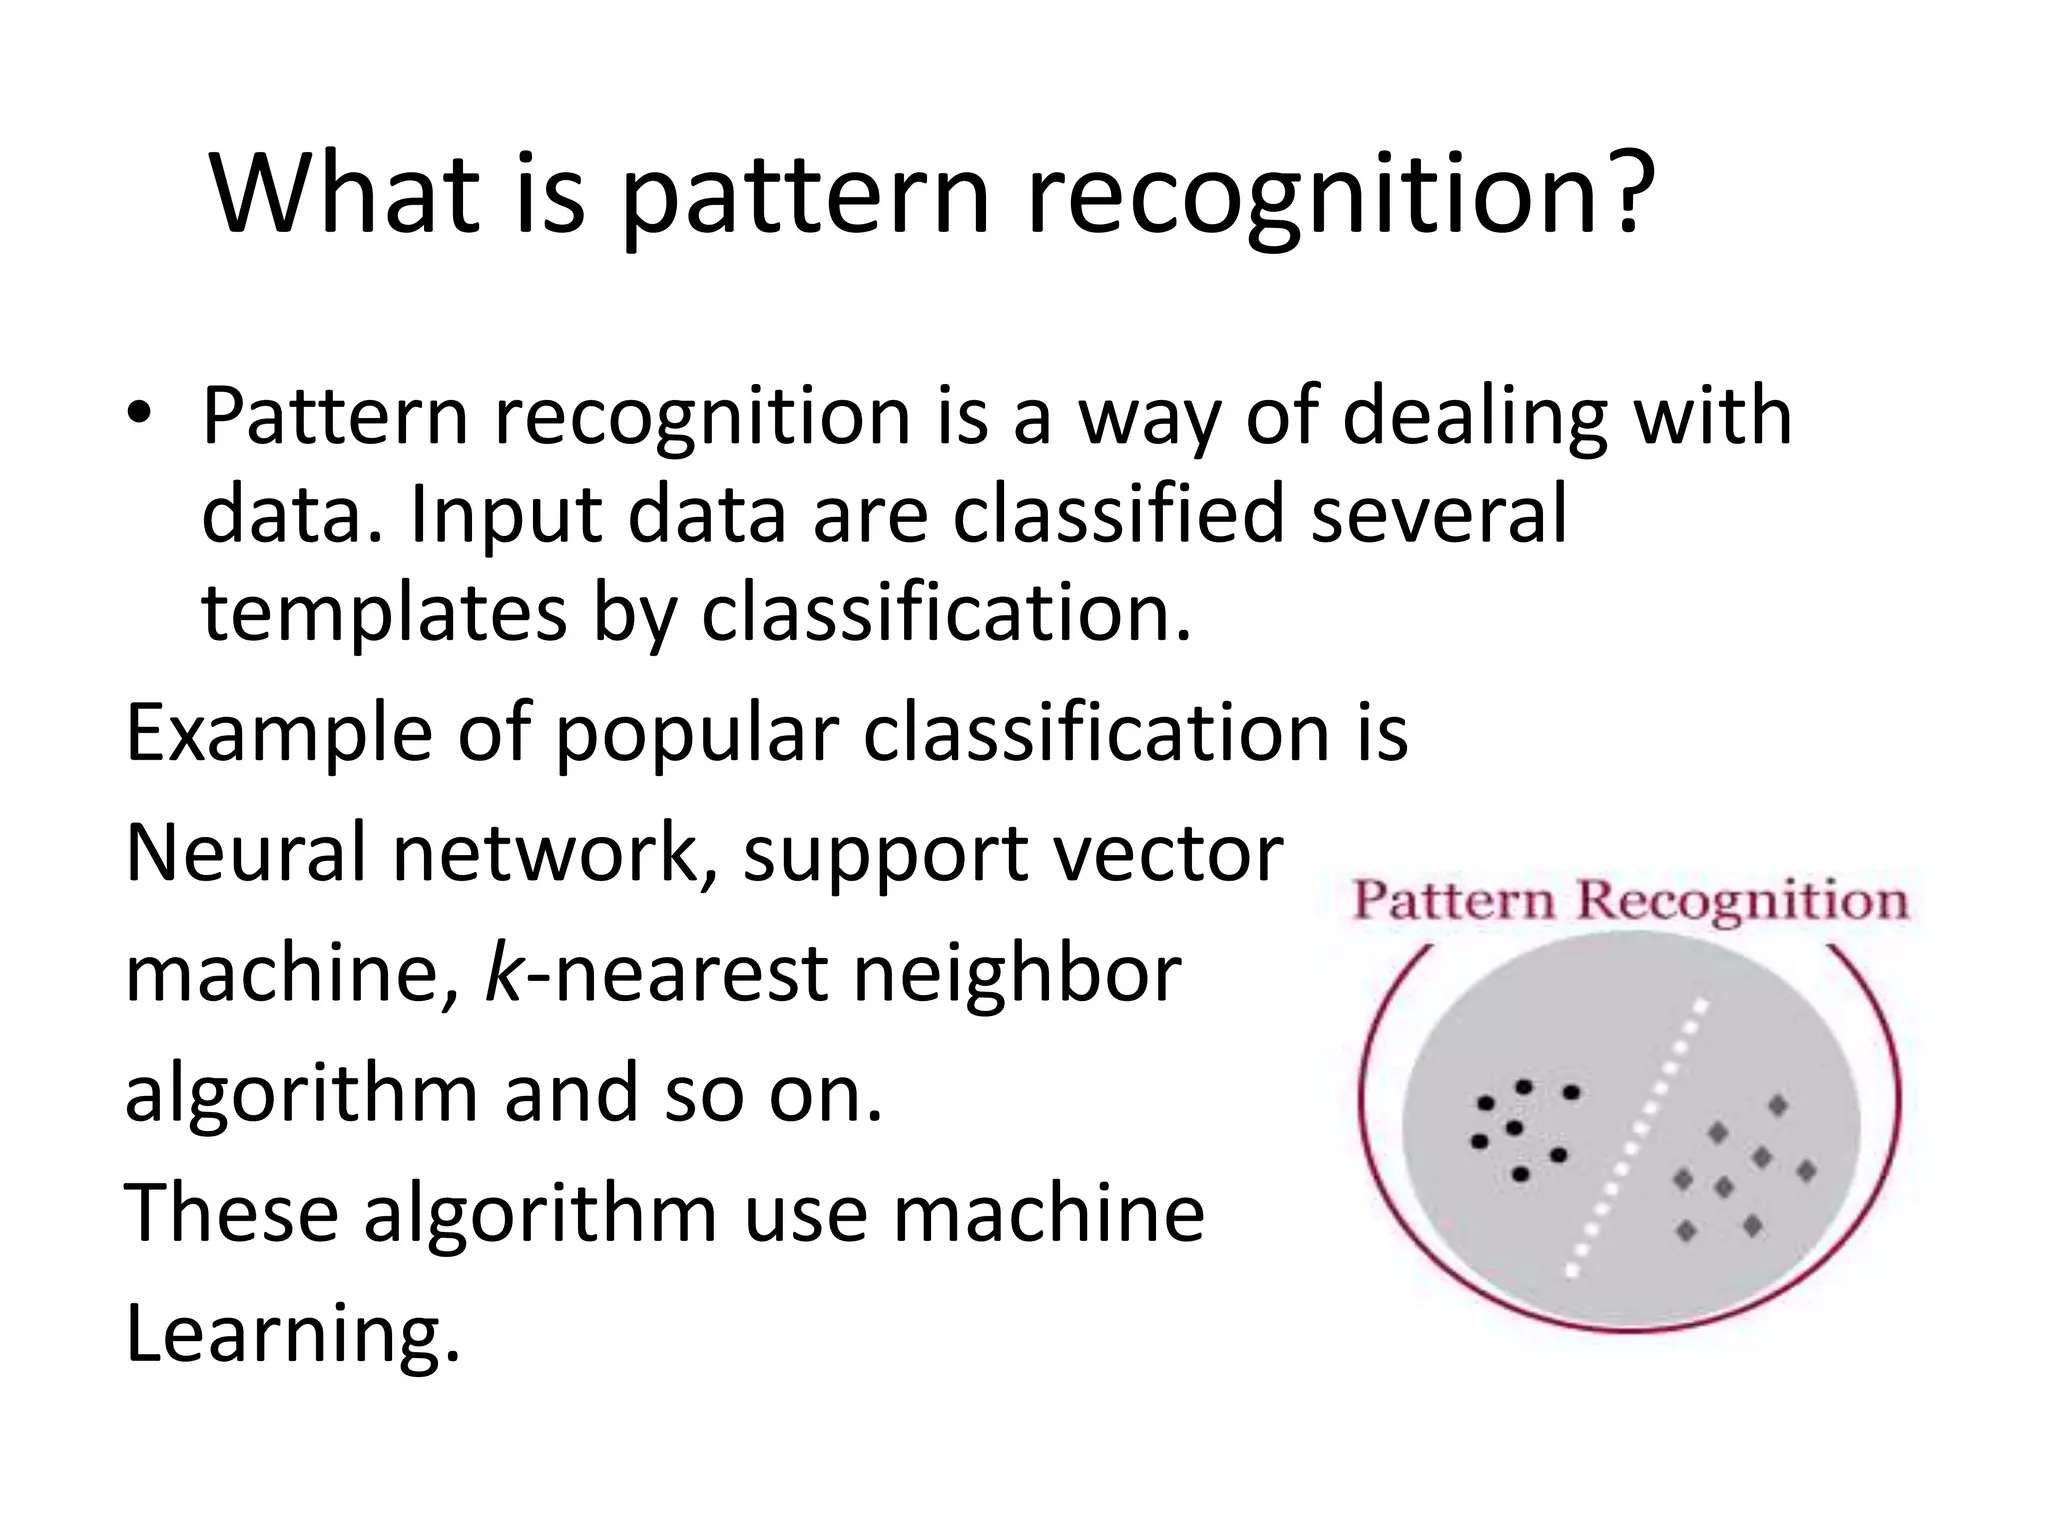 What is pattern recognition?
• Pattern recognition is a way of dealing with
data. Input data are classified several
templates by classification.
Example of popular classification is
Neural network, support vector
machine, k-nearest neighbor
algorithm and so on.
These algorithm use machine
Learning.
Pattern Recognition